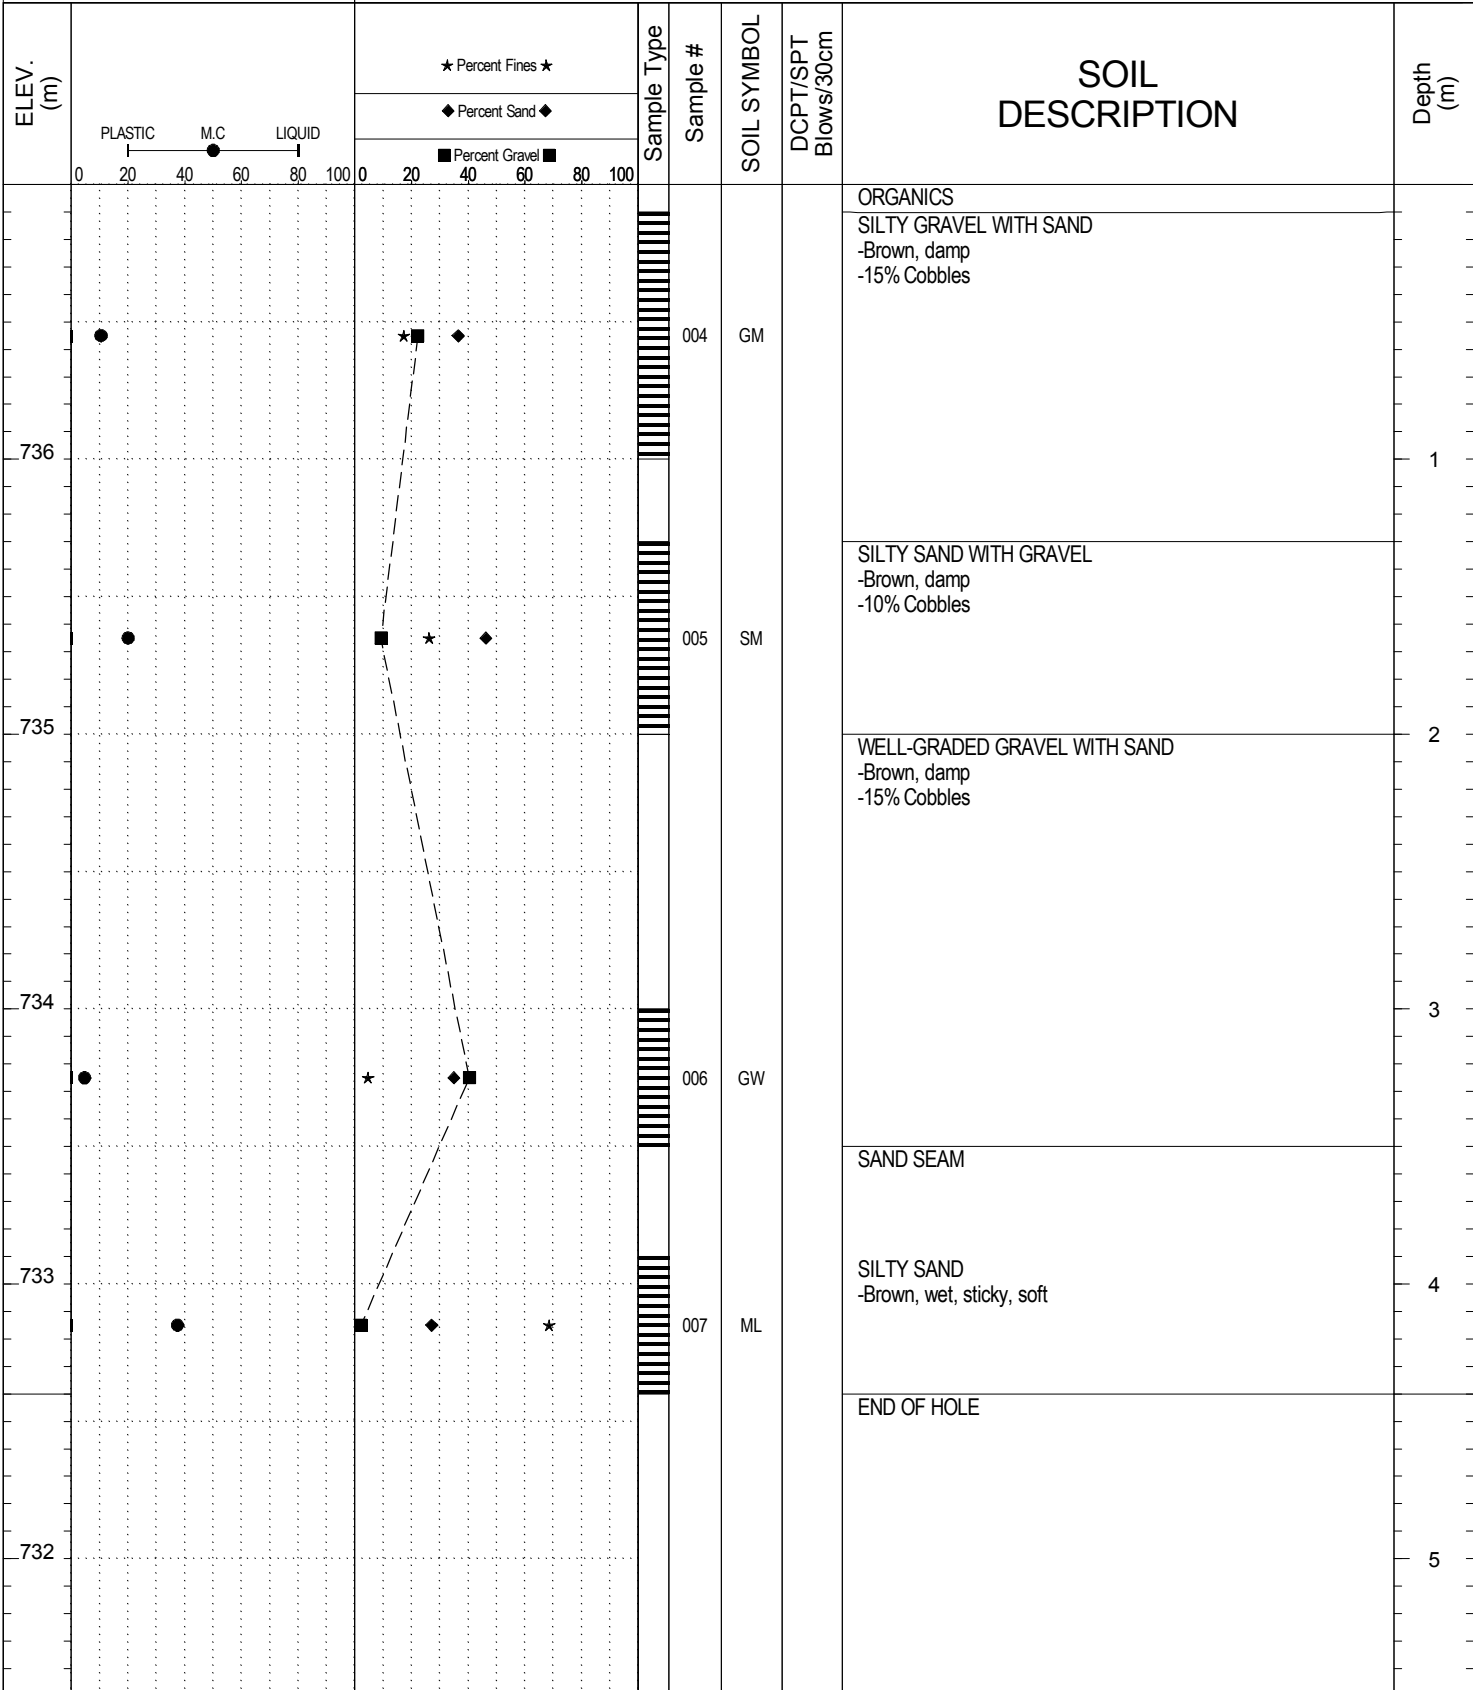 ELEV.
(m)
PLASTIC M.C LIQUID
0 20 40 60 80 100
★ Percent Fines ★
◆ Percent Sand ◆
■ Percent Gravel ■
0 20 40 60 80 100
Sample Type
Sample #
SOIL SYMBOL
DCPT/SPT
Blows/30cm
SOIL
DESCRIPTION
Depth
(m)
ORGANICS
SILTY GRAVEL WITH SAND
-Brown, damp
-15% Cobbles
004 GM
736 1
SILTY SAND WITH GRAVEL
-Brown, damp
-10% Cobbles
005 SM
735 2
WELL-GRADED GRAVEL WITH SAND
-Brown, damp
-15% Cobbles
734 3
006 GW
SAND SEAM
SILTY SAND
733 4
-Brown, wet, sticky, soft
007 ML
END OF HOLE
732 5